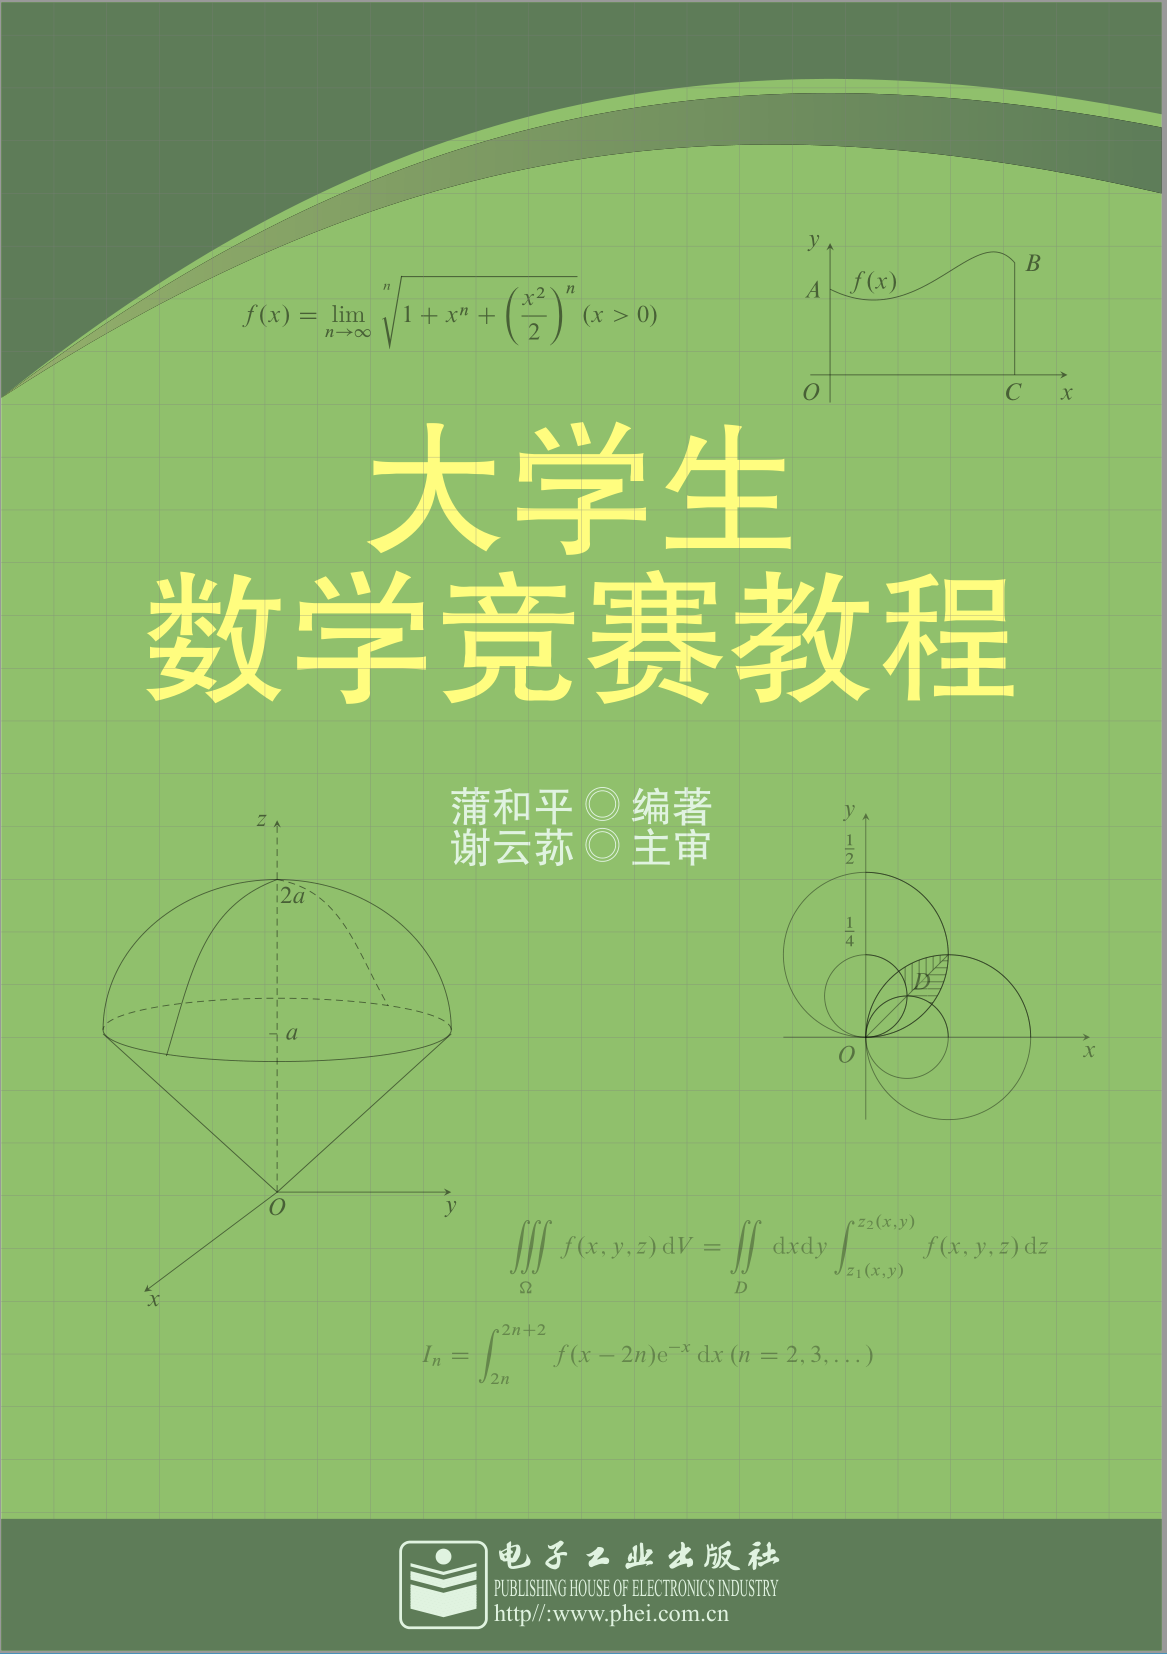 f(x) = lim n→∞ ⁿ√(1 + xⁿ + (x²/2)ⁿ) (x > 0)
y
A
f(x)
B
O
C
x
大学生
数学竞赛教程
蒲和平◎编著
谢云荪◎主审
z
2a
a
O
y
x
y
1/2
1/4
D
O
x
∭Ω f(x, y, z) dV = ∬D dxdy ∫_{z₁(x,y)}^{z₂(x,y)} f(x, y, z) dz
Iₙ = ∫_{2n}^{2n+2} f(x − 2n)e^{−x} dx (n = 2, 3, . . . )
电子工业出版社
PUBLISHING HOUSE OF ELECTRONICS INDUSTRY
http//:www.phei.com.cn